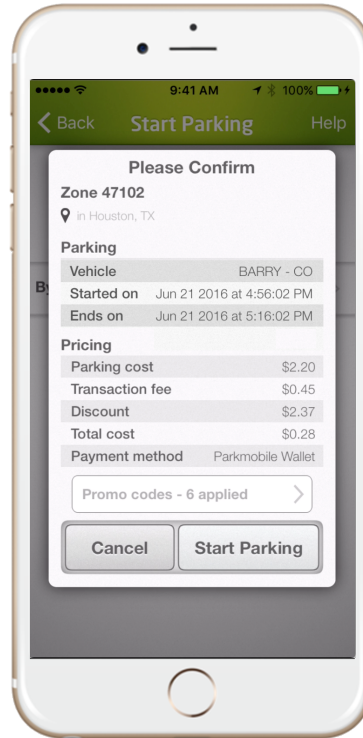 9:41 AM 100%
Back Start Parking Help
Please Confirm
Zone 47102
in Houston, TX
Parking
Vehicle BARRY - CO
By
Started on Jun 21 2016 at 4:56:02 PM
Ends on Jun 21 2016 at 5:16:02 PM
Pricing
Parking cost $2.20
Transaction fee $0.45
Discount $2.37
Total cost $0.28
Payment method Parkmobile Wallet
Promo codes - 6 applied
Cancel Start Parking